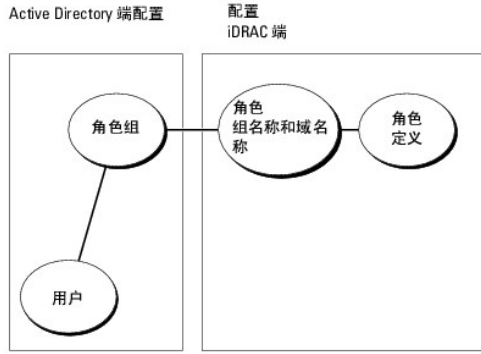 Active Directory 端配置
配置
iDRAC 端
角色组
角色
组名称和域名
称
角色
定义
用户